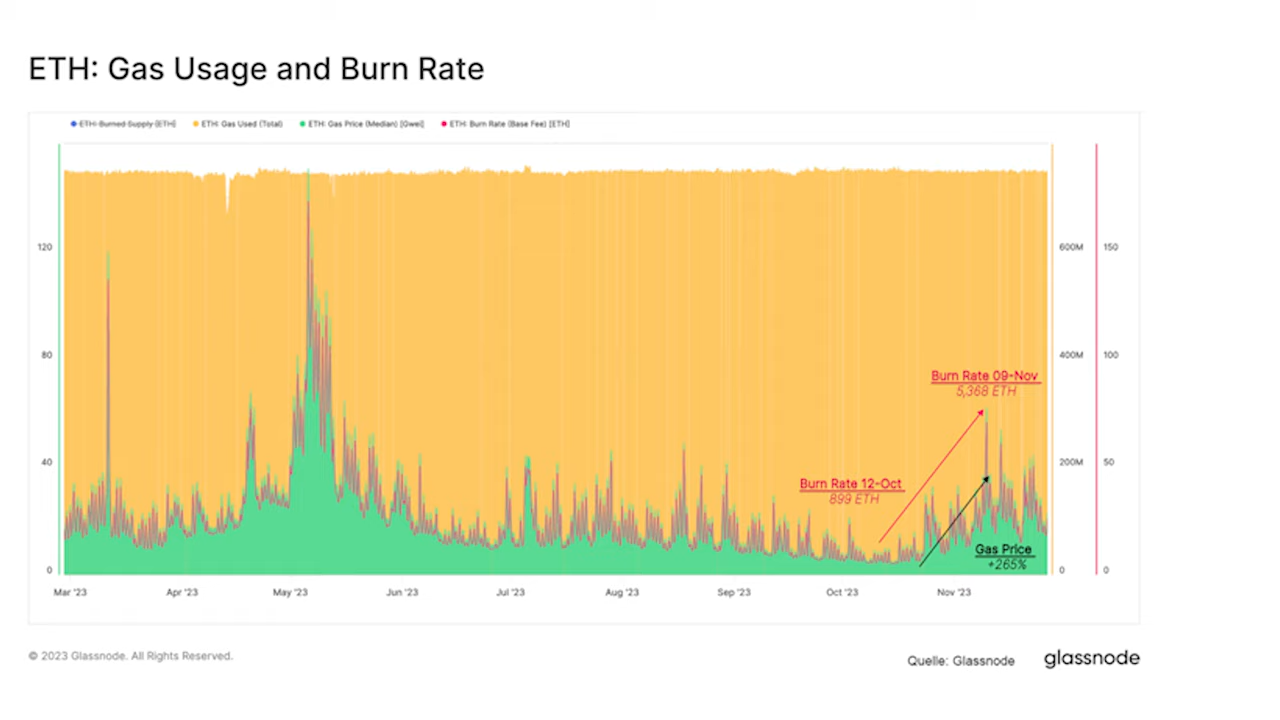 ETH: Gas Usage and Burn Rate
ETH: Burned Supply [ETH] ETH: Gas Used (Total) ETH: Gas Price (Median) [Gwei] ETH: Burn Rate (Base Fee) [ETH]
120 600M 150
80 400M 100
Burn Rate 09-Nov
5,368 ETH
40 200M 50
Burn Rate 12-Oct
899 ETH
Gas Price
+265%
0 0 0
Mar '23 Apr '23 May '23 Jun '23 Jul '23 Aug '23 Sep '23 Oct '23 Nov '23
© 2023 Glassnode. All Rights Reserved.
Quelle: Glassnode glassnode